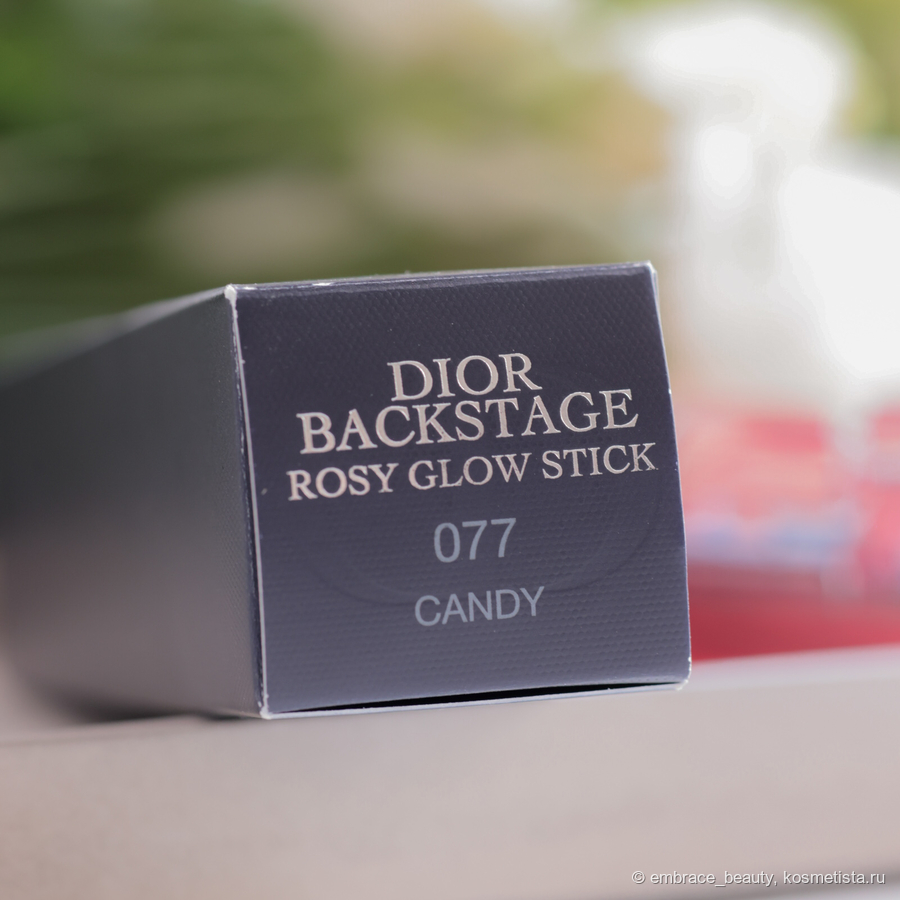 DIOR
BACKSTAGE
ROSY GLOW STICK
077
CANDY
© embrace_beauty, kosmetista.ru